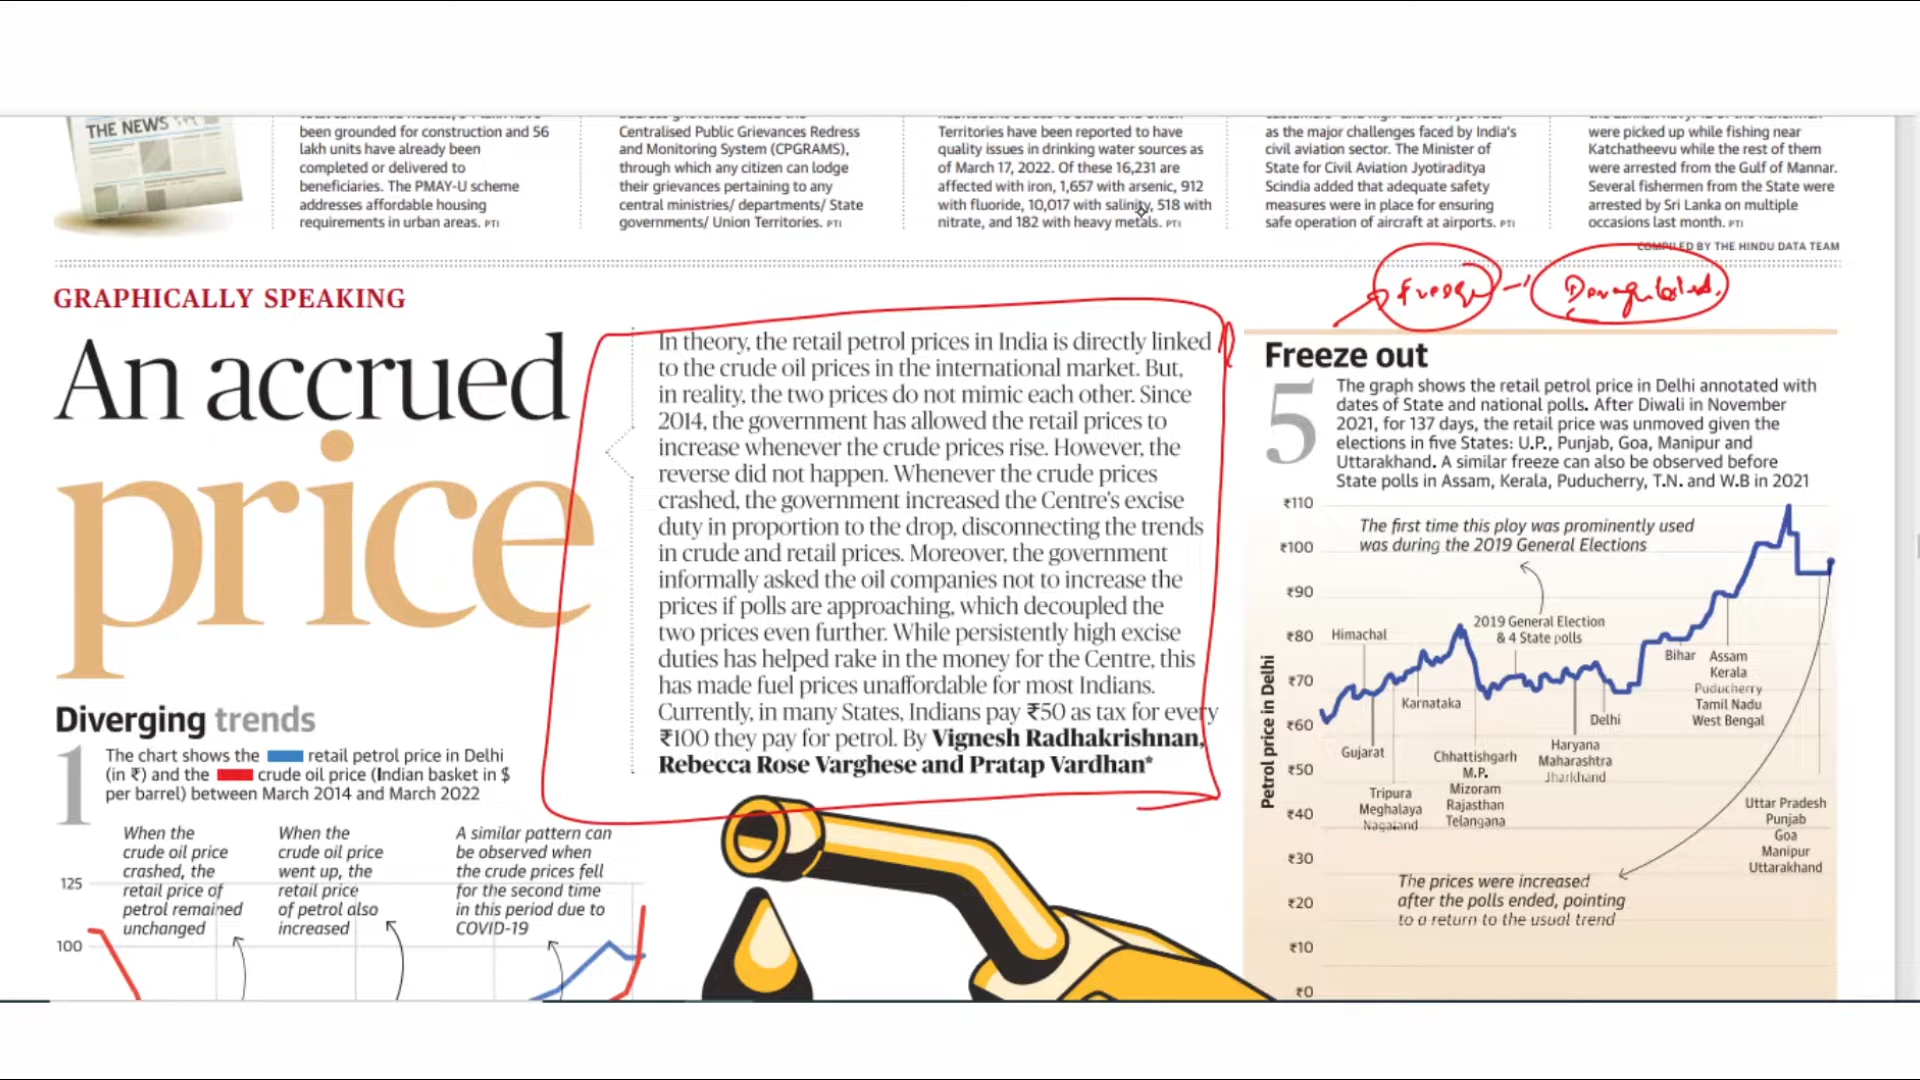 THE NEWS
been grounded for construction and 56
lakh units have already been
completed or delivered to
beneficiaries. The PMAY-U scheme
addresses affordable housing
requirements in urban areas. PTI
Centralised Public Grievances Redress
and Monitoring System (CPGRAMS),
through which any citizen can lodge
their grievances pertaining to any
central ministries/ departments/ State
governments/ Union Territories. PTI
Territories have been reported to have
quality issues in drinking water sources as
of March 17, 2022. Of these 16,231 are
affected with iron, 1,657 with arsenic, 912
with fluoride, 10,017 with salinity, 518 with
nitrate, and 182 with heavy metals. PTI
as the major challenges faced by India's
civil aviation sector. The Minister of
State for Civil Aviation Jyotiraditya
Scindia added that adequate safety
measures were in place for ensuring
safe operation of aircraft at airports. PTI
were picked up while fishing near
Katchatheevu while the rest of them
were arrested from the Gulf of Mannar.
Several fishermen from the State were
arrested by Sri Lanka on multiple
occasions last month. PTI
COMPILED BY THE HINDU DATA TEAM
GRAPHICALLY SPEAKING
An accrued
price
In theory, the retail petrol prices in India is directly linked
to the crude oil prices in the international market. But,
in reality, the two prices do not mimic each other. Since
2014, the government has allowed the retail prices to
increase whenever the crude prices rise. However, the
reverse did not happen. Whenever the crude prices
crashed, the government increased the Centre's excise
duty in proportion to the drop, disconnecting the trends
in crude and retail prices. Moreover, the government
informally asked the oil companies not to increase the
prices if polls are approaching, which decoupled the
two prices even further. While persistently high excise
duties has helped rake in the money for the Centre, this
has made fuel prices unaffordable for most Indians.
Currently, in many States, Indians pay ₹50 as tax for every
₹100 they pay for petrol. By Vignesh Radhakrishnan,
Rebecca Rose Varghese and Pratap Vardhan*
Diverging trends
1
The chart shows the retail petrol price in Delhi
(in ₹) and the crude oil price (Indian basket in $
per barrel) between March 2014 and March 2022
When the
crude oil price
crashed, the
retail price of
petrol remained
unchanged
When the
crude oil price
went up, the
retail price
of petrol also
increased
A similar pattern can
be observed when
the crude prices fell
for the second time
in this period due to
COVID-19
125
100
Freeze
Freeze out
5
The graph shows the retail petrol price in Delhi annotated with
dates of State and national polls. After Diwali in November
2021, for 137 days, the retail price was unmoved given the
elections in five States: U.P., Punjab, Goa, Manipur and
Uttarakhand. A similar freeze can also be observed before
State polls in Assam, Kerala, Puducherry, T.N. and W.B in 2021
₹110
₹100
₹90
₹80
₹70
₹60
₹50
₹40
₹30
₹20
₹10
₹0
Petrol price in Delhi
The first time this ploy was prominently used
was during the 2019 General Elections
2019 General Election
& 4 State polls
Himachal
Gujarat
Tripura
Meghalaya
Nagaland
Karnataka
Chhattishgarh
M.P.
Mizoram
Rajasthan
Telangana
Haryana
Maharashtra
Jharkhand
Delhi
Bihar
Assam
Kerala
Puducherry
Tamil Nadu
West Bengal
Uttar Pradesh
Punjab
Goa
Manipur
Uttarakhand
The prices were increased
after the polls ended, pointing
to a return to the usual trend